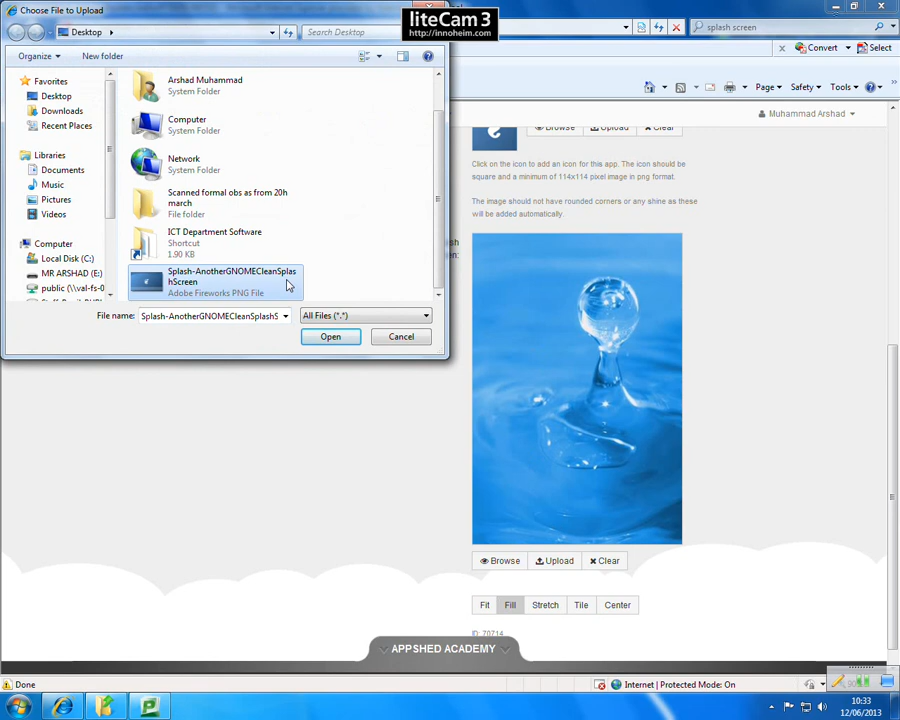 Choose File to Upload
liteCam 3
http://innoheim.com
Desktop
Search Desktop
splash screen
Organize
New folder
Convert
Select
Page
Safety
Tools
Favorites
Desktop
Downloads
Recent Places
Libraries
Documents
Music
Pictures
Videos
Computer
Local Disk (C:)
MR ARSHAD (E:)
public (\\val-fs-0
Arshad Muhammad
System Folder
Computer
System Folder
Network
System Folder
Scanned formal obs as from 20h
march
File folder
ICT Department Software
Shortcut
1.90 KB
Splash-AnotherGNOMECleanSplas
hScreen
Adobe Fireworks PNG File
File name:
Splash-AnotherGNOMECleanSplashS
All Files (*.*)
Open
Cancel
Muhammad Arshad
Browse
Upload
Clear
Click on the icon to add an icon for this app. The icon should be
square and a minimum of 114x114 pixel image in png format.
The image should not have rounded corners or any shine as these
will be added automatically.
Browse
Upload
Clear
Fit
Fill
Stretch
Tile
Center
ID: 70714
APPSHED ACADEMY
Done
Internet | Protected Mode: On
10:33
12/06/2013